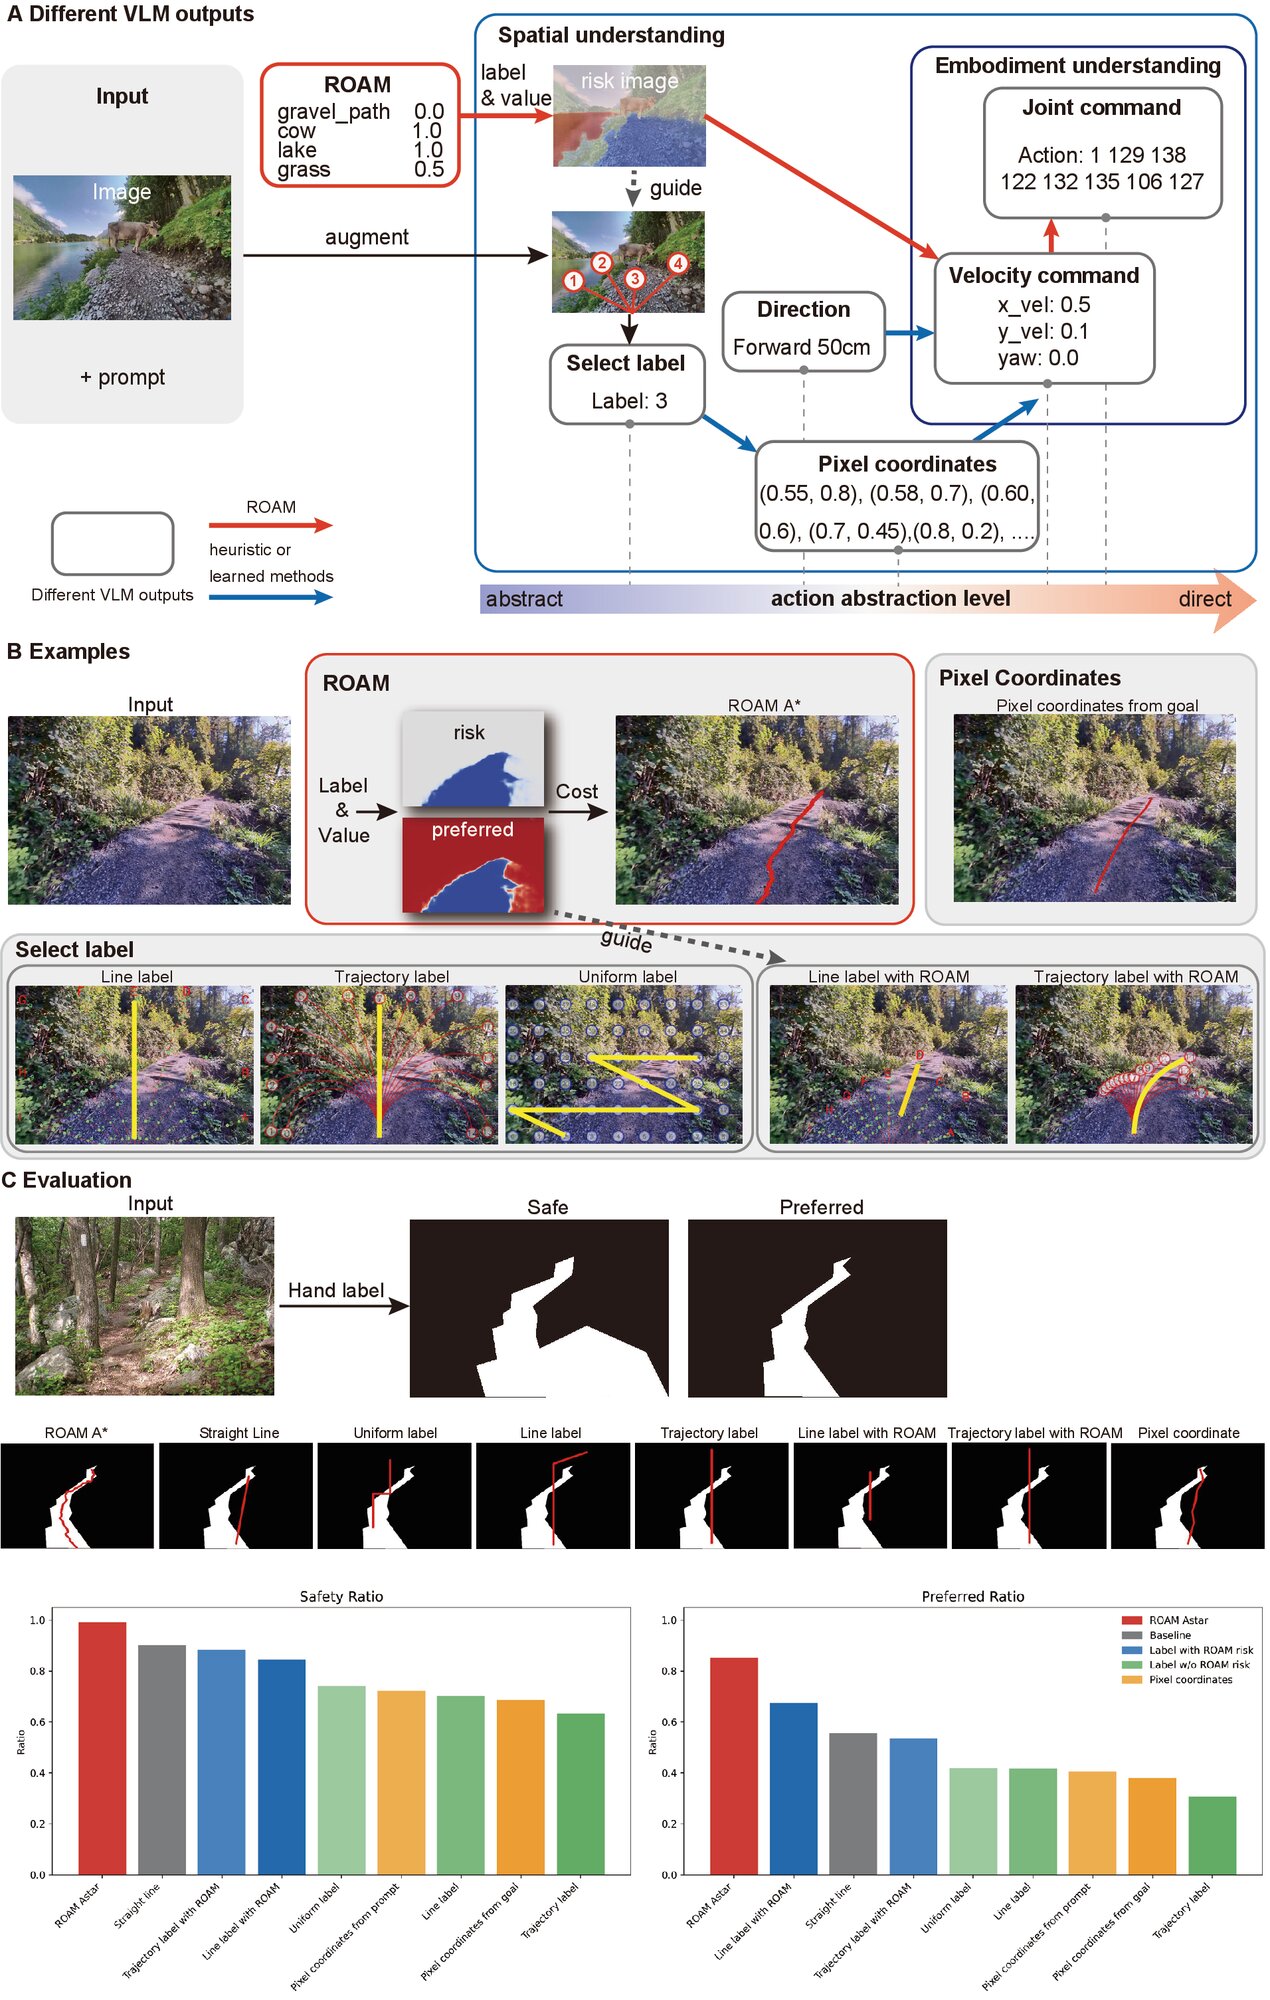 A Different VLM outputs
Input
Image
+ prompt
ROAM
gravel_path 0.0
cow 1.0
lake 1.0
grass 0.5
label
& value
augment
Spatial understanding
risk image
guide
1 2 3 4
Select label
Label: 3
Direction
Forward 50cm
Pixel coordinates
(0.55, 0.8), (0.58, 0.7), (0.60,
0.6), (0.7, 0.45),(0.8, 0.2), ....
Embodiment understanding
Joint command
Action: 1 129 138
122 132 135 106 127
Velocity command
x_vel: 0.5
y_vel: 0.1
yaw: 0.0
Different VLM outputs
ROAM
heuristic or
learned methods
abstract
action abstraction level
direct
B Examples
Input
ROAM
Label
&
Value
risk
preferred
Cost
ROAM A*
Pixel Coordinates
Pixel coordinates from goal
guide
Select label
Line label
Trajectory label
Uniform label
Line label with ROAM
Trajectory label with ROAM
C Evaluation
Input
Hand label
Safe
Preferred
ROAM A*
Straight Line
Uniform label
Line label
Trajectory label
Line label with ROAM
Trajectory label with ROAM
Pixel coordinate
Safety Ratio
Ratio
1.0
0.8
0.6
0.4
0.2
0.0
ROAM Astar
Straight line
Trajectory label with ROAM
Line label with ROAM
Uniform label
Pixel coordinates from prompt
Line label
Pixel coordinates from goal
Trajectory label
Preferred Ratio
Ratio
1.0
0.8
0.6
0.4
0.2
0.0
ROAM Astar
Baseline
Label with ROAM risk
Label w/o ROAM risk
Pixel coordinates
ROAM Astar
Line label with ROAM
Straight line
Trajectory label with ROAM
Uniform label
Line label
Pixel coordinates from prompt
Pixel coordinates from goal
Trajectory label